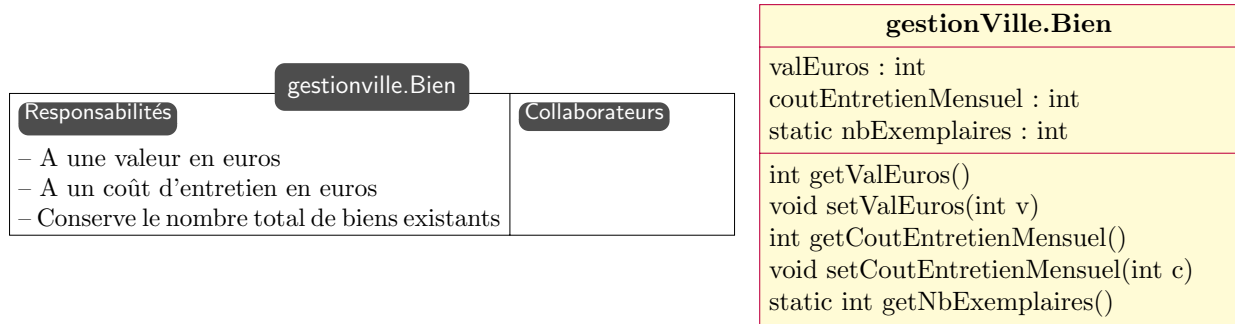 gestionville.Bien
Responsabilités
– A une valeur en euros
– A un coût d'entretien en euros
– Conserve le nombre total de biens existants
Collaborateurs
gestionVille.Bien
valEuros : int
coutEntretienMensuel : int
static nbExemplaires : int
int getValEuros()
void setValEuros(int v)
int getCoutEntretienMensuel()
void setCoutEntretienMensuel(int c)
static int getNbExemplaires()